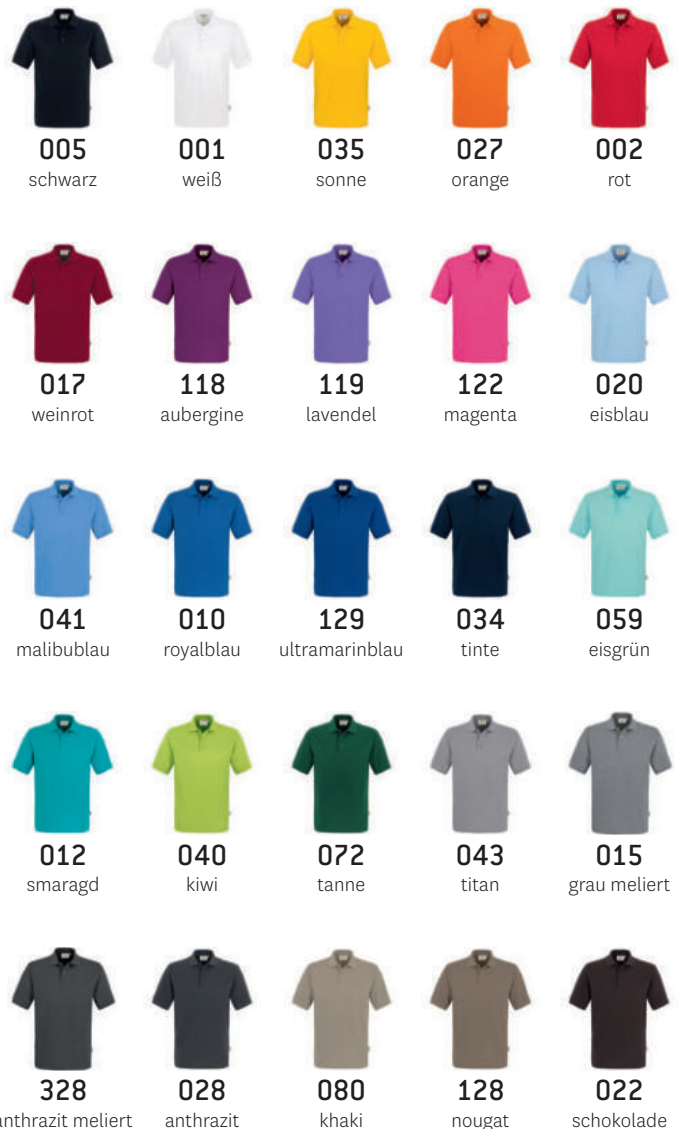 005 001 035 027 002
schwarz weiß sonne orange rot
017 118 119 122 020
weinrot aubergine lavendel magenta eisblau
041 010 129 034 059
malibublau royalblau ultramarinblau tinte eisgrün
012 040 072 043 015
smaragd kiwi tanne titan grau meliert
328 028 080 128 022
anthrazit meliert anthrazit khaki nougat schokolade